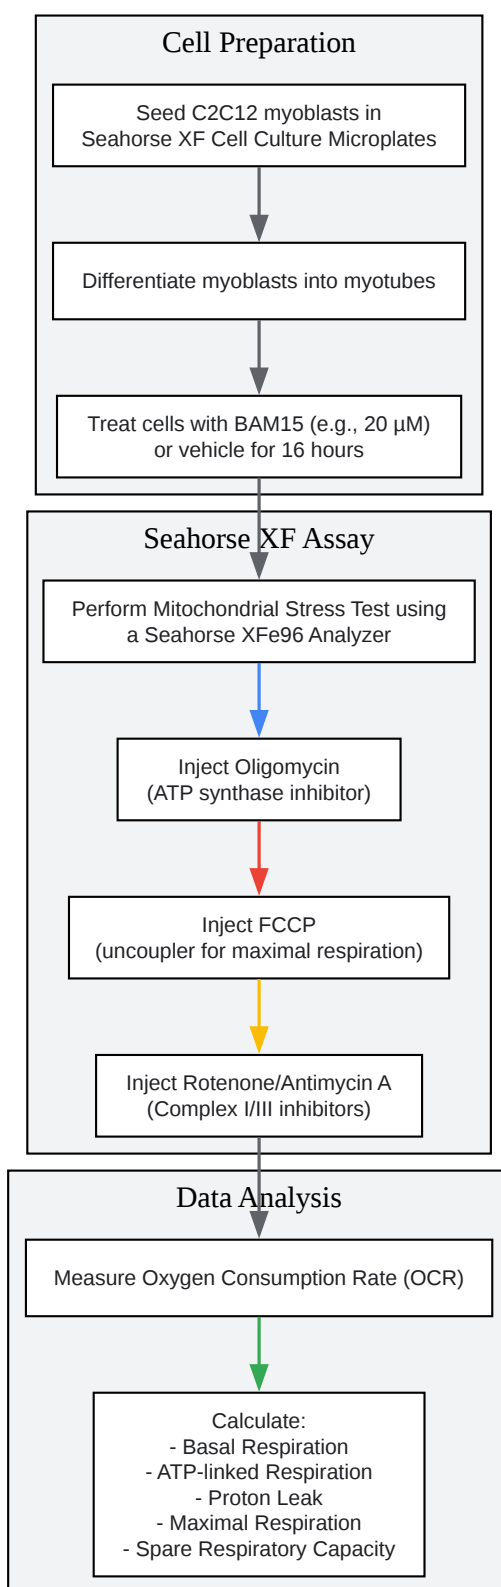 Cell Preparation
Seed C2C12 myoblasts in
Seahorse XF Cell Culture Microplates
Differentiate myoblasts into myotubes
Treat cells with BAM15 (e.g., 20 µM)
or vehicle for 16 hours
Seahorse XF Assay
Perform Mitochondrial Stress Test using
a Seahorse XFe96 Analyzer
Inject Oligomycin
(ATP synthase inhibitor)
Inject FCCP
(uncoupler for maximal respiration)
Inject Rotenone/Antimycin A
(Complex I/III inhibitors)
Data Analysis
Measure Oxygen Consumption Rate (OCR)
Calculate:
- Basal Respiration
- ATP-linked Respiration
- Proton Leak
- Maximal Respiration
- Spare Respiratory Capacity